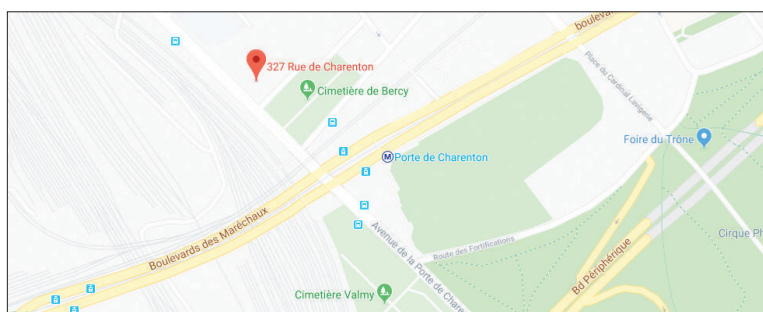 boulevar
327 Rue de Charenton
Place du Cardinal Lavigerie
Cimetière de Bercy
Foire du Trône
M Porte de Charenton
Boulevards des Maréchaux
Avenue de la Porte de Chare
Route des Fortifications
Cirque Ph
Bd Périphérique
Cimetière Valmy